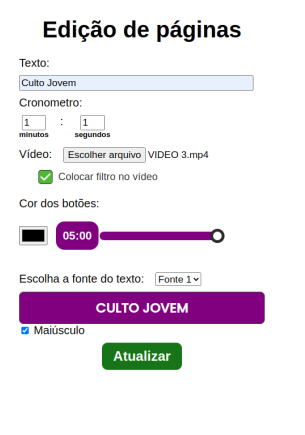 Edição de páginas
Texto:
Culto Jovem
Cronometro:
1 : 1
minutos segundos
Vídeo: Escolher arquivo VIDEO 3.mp4
Colocar filtro no vídeo
Cor dos botões:
05:00
Escolha a fonte do texto: Fonte 1
CULTO JOVEM
Maiúsculo
Atualizar